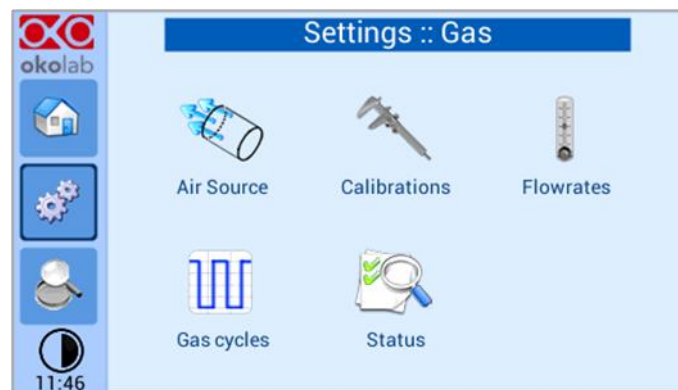 Settings :: Gas
okolab
Air Source
Calibrations
Flowrates
Gas cycles
Status
11:46